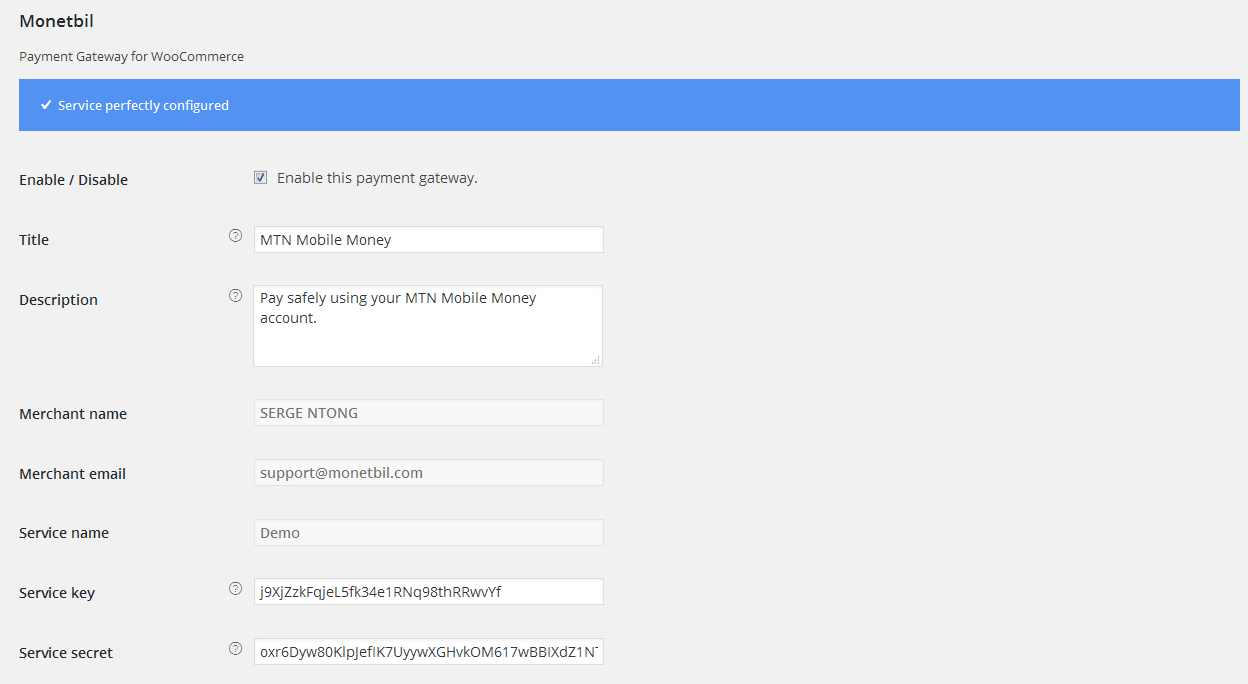 Monetbil
Payment Gateway for WooCommerce
Service perfectly configured
Enable / Disable
Enable this payment gateway.
Title
MTN Mobile Money
Description
Pay safely using your MTN Mobile Money
account.
Merchant name
SERGE NTONG
Merchant email
support@monetbil.com
Service name
Demo
Service key
j9XjZzkFqjeL5fk34e1RNq98thRRwvYf
Service secret